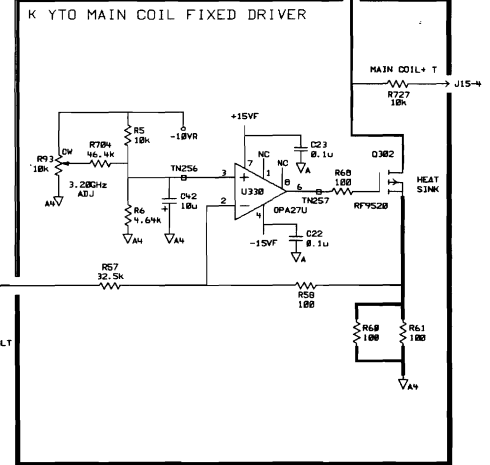 K YTO MAIN COIL FIXED DRIVER
MAIN COIL+ T
J15-4
R727
10k
+15VF
-10VR
R5
10k
C23
0.1u
Q302
CW
R704
46.4k
R93
10k
TN256
NC
NC
A
7
1
8
3
2
6
4
+
-
U330
OPA27U
R68
100
TN257
RF9520
HEAT
SINK
3.20GHz
ADJ
A4
R6
4.64k
C42
10u
+
A4
A4
-15VF
C22
0.1u
A
R57
32.5k
R58
100
LT
R60
100
R61
100
A4